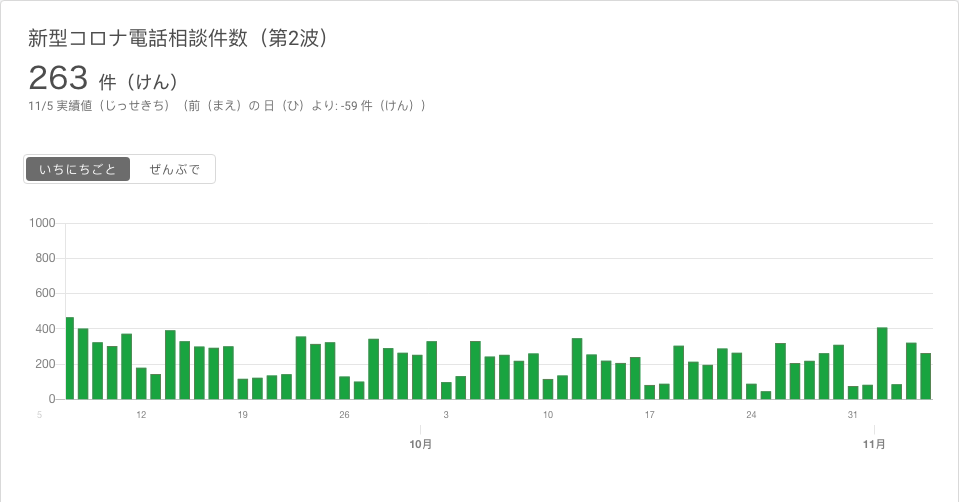 新型コロナ電話相談件数（第2波）
263 件（けん）
11/5 実績値（じっせきち）（前（まえ）の 日（ひ）より: -59 件（けん））
いちにちごと ぜんぶで
1000
800
600
400
200
0
5 12 19 26 3 10 17 24 31
10月 11月